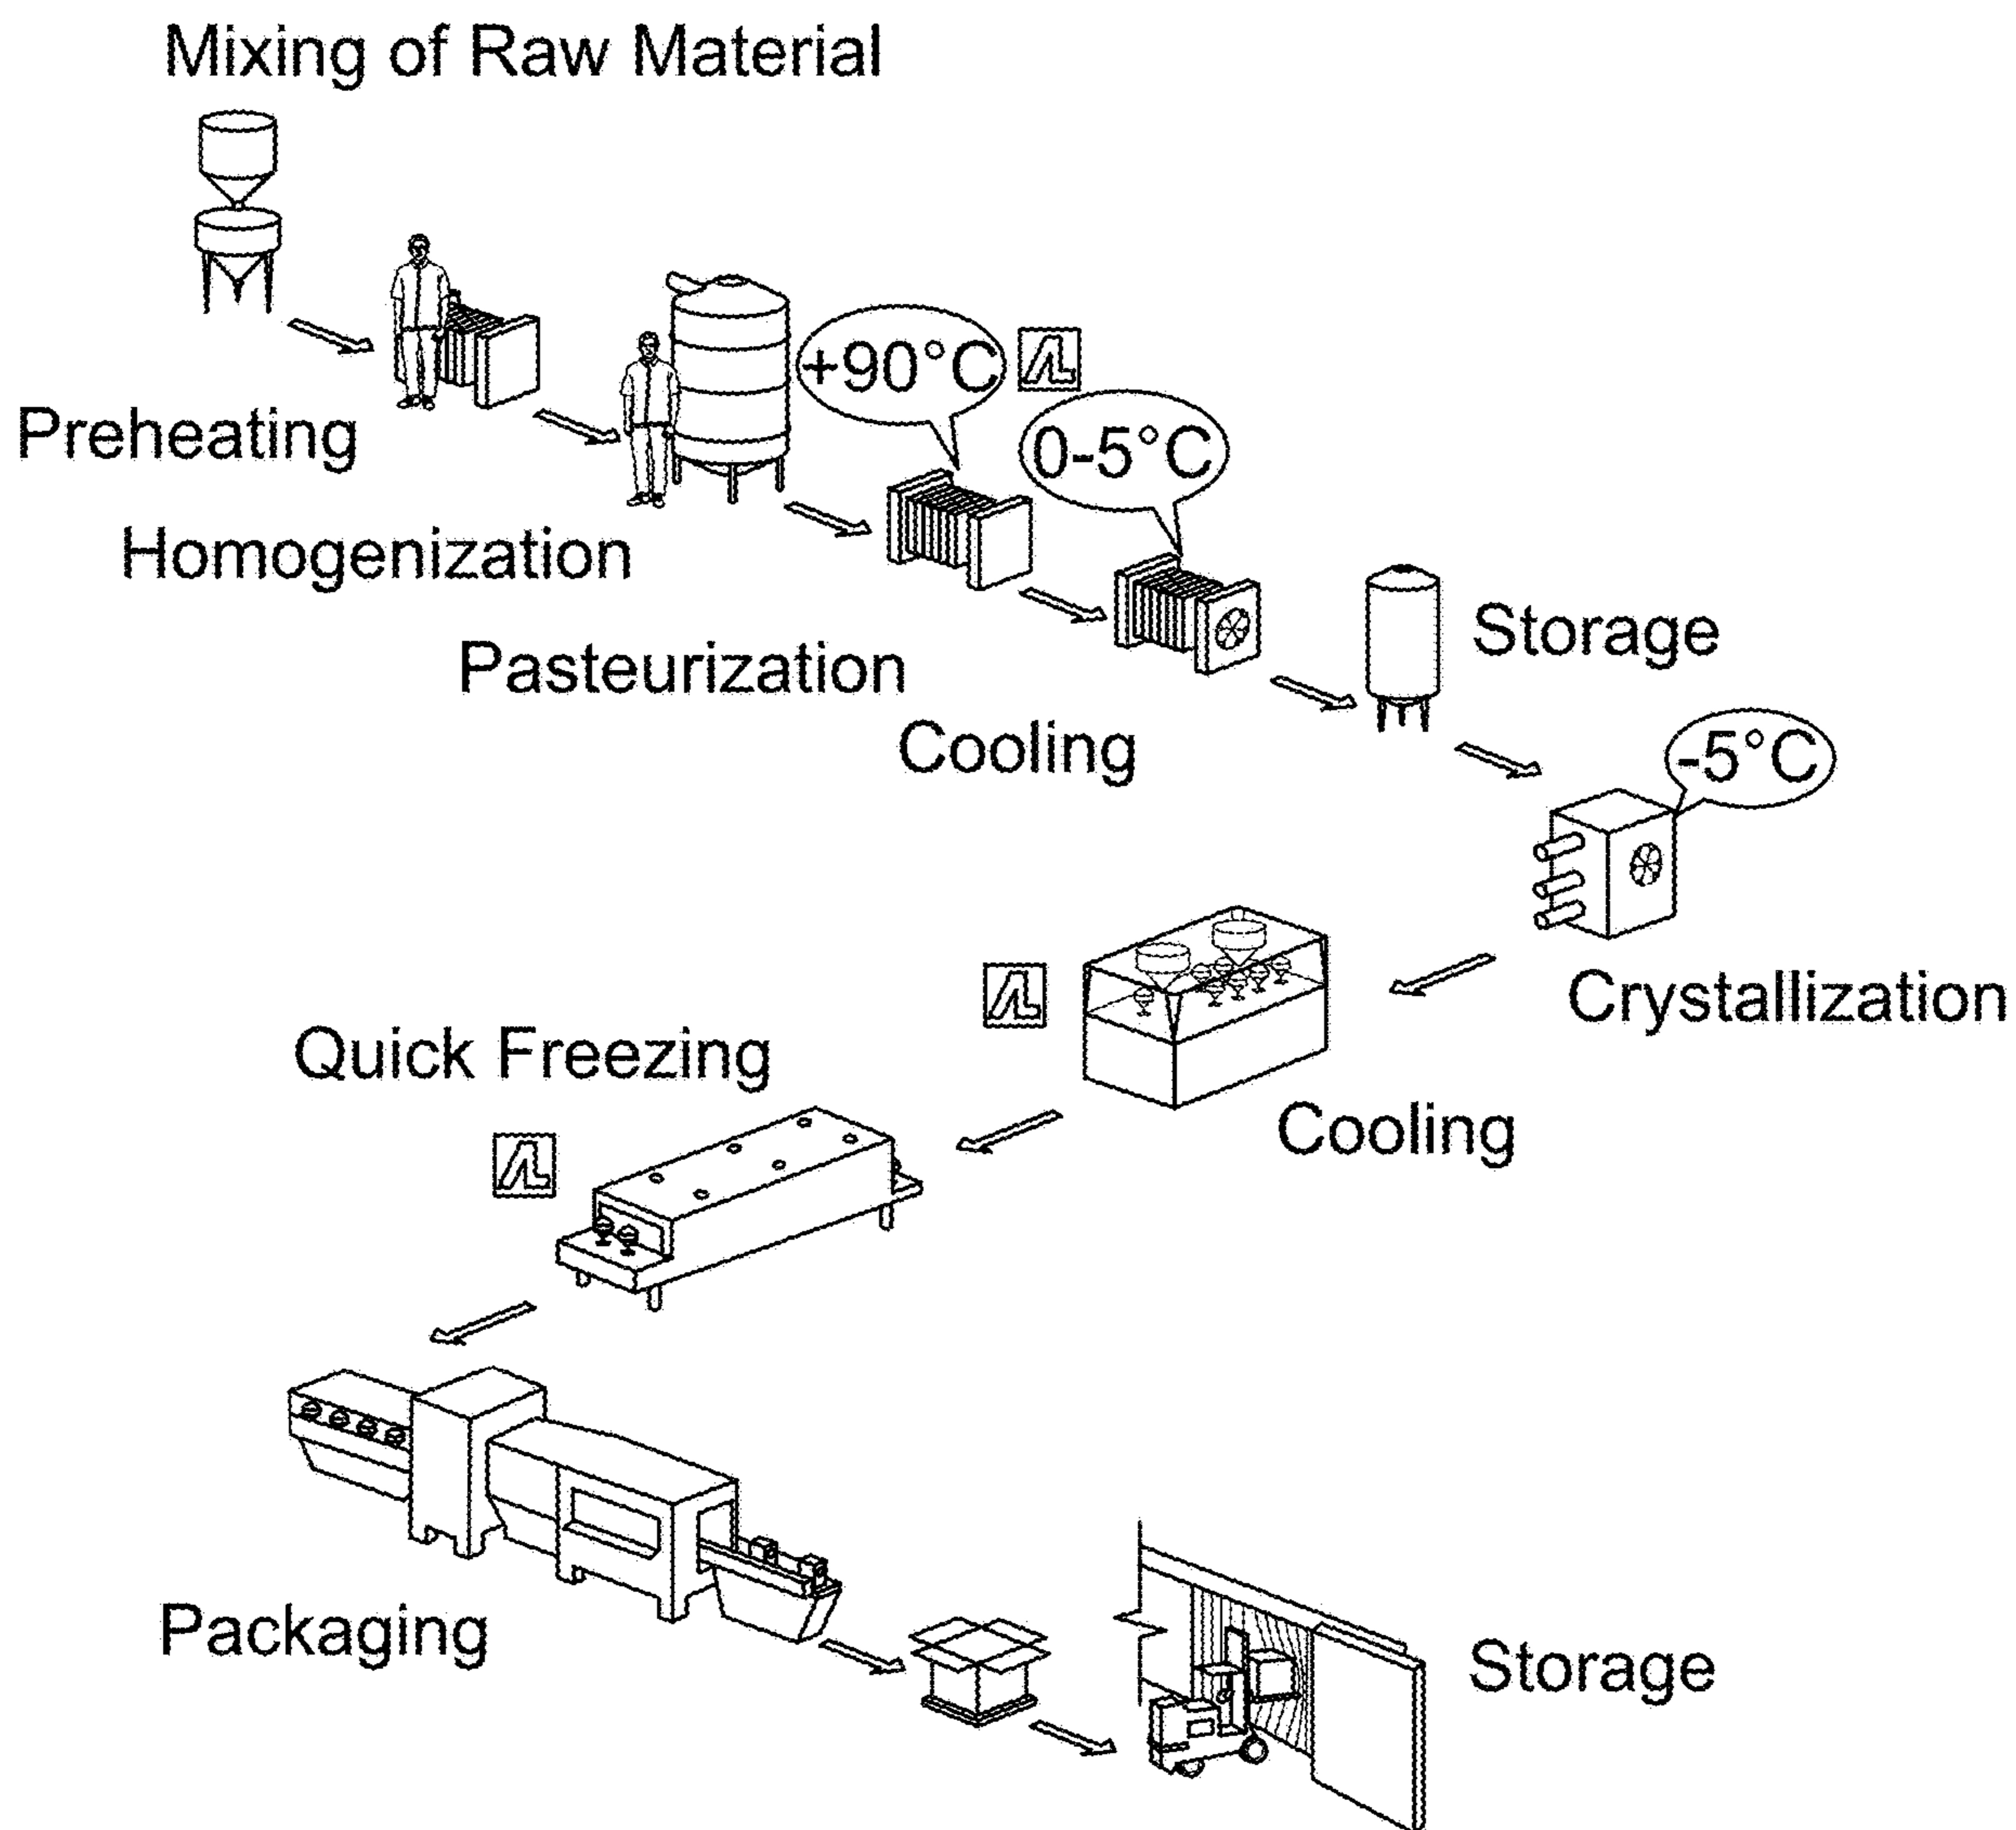 Mixing of Raw Material
Preheating
+90°C
Homogenization
0-5°C
Pasteurization
Storage
Cooling
-5°C
Crystallization
Quick Freezing
Cooling
Packaging
Storage